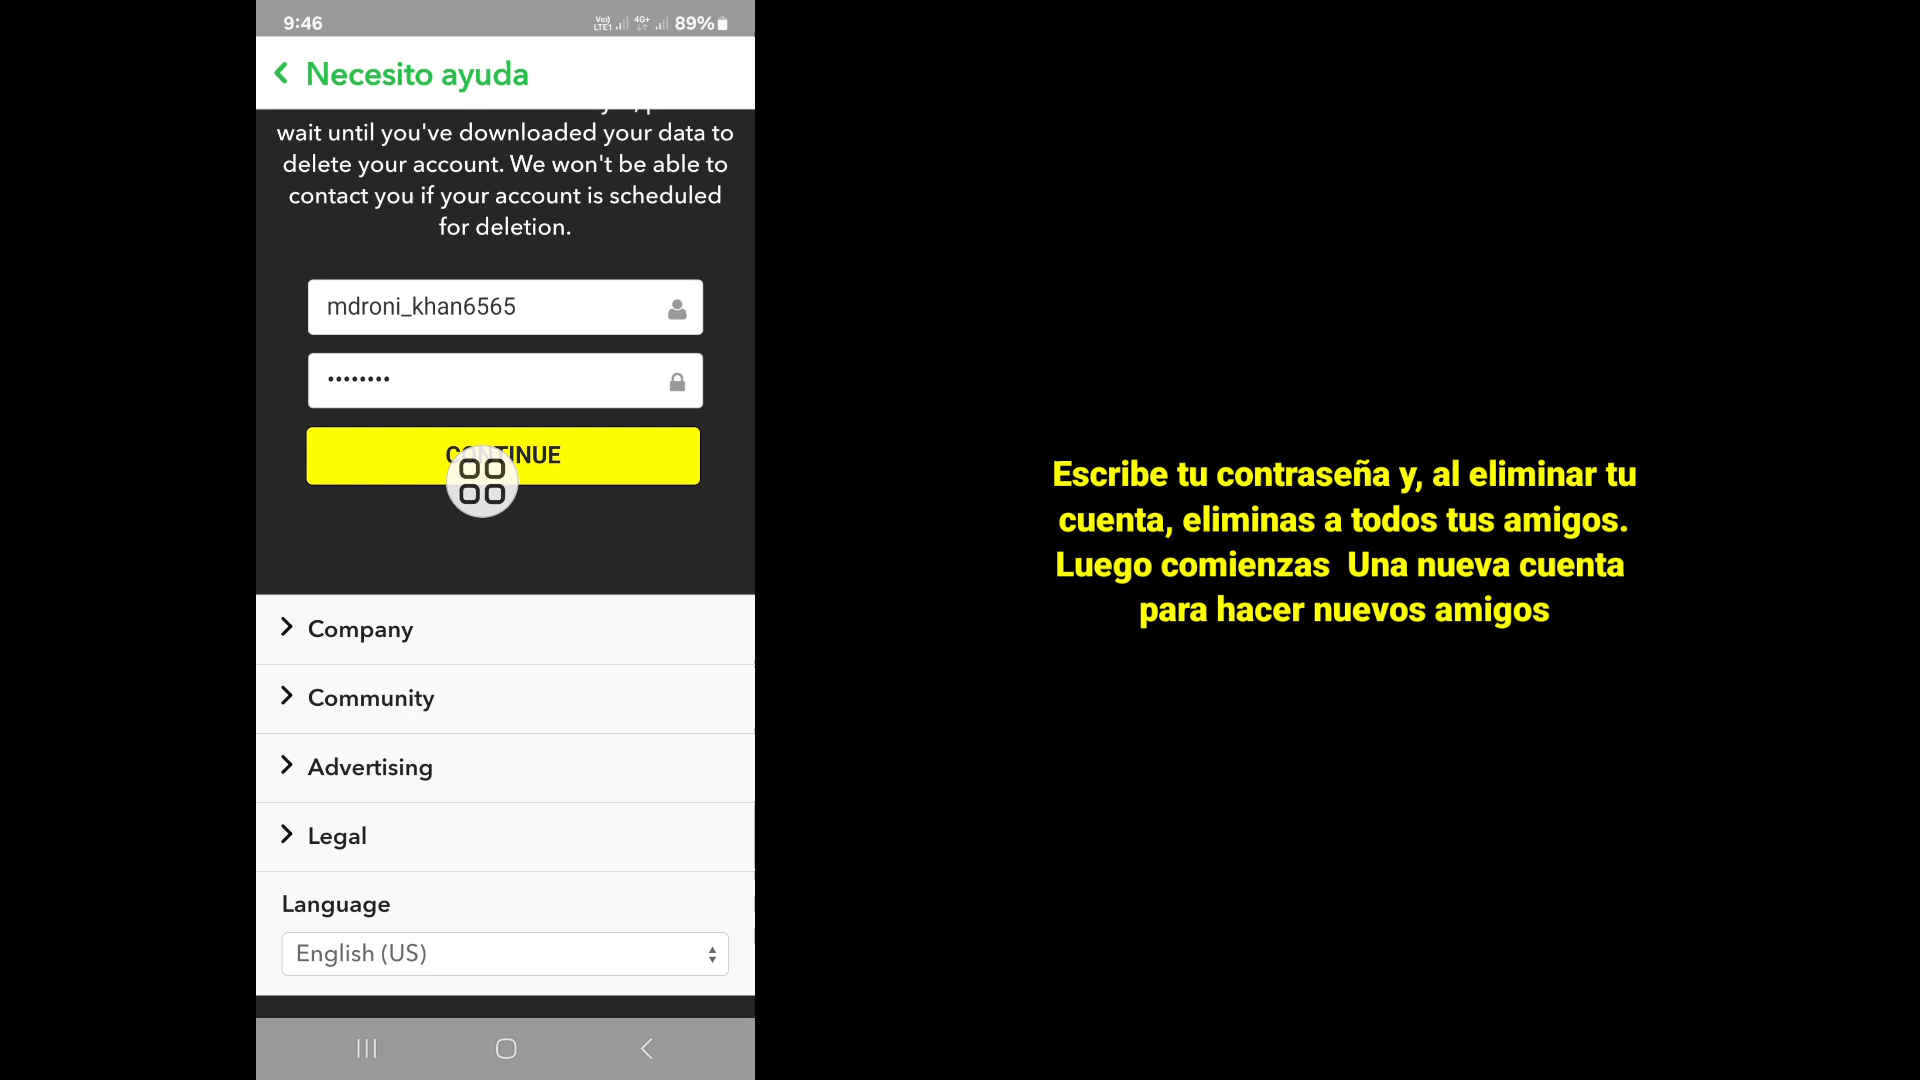 9:46
Vo)) LTE1 4G+ 89%
Necesito ayuda
wait until you've downloaded your data to
delete your account. We won't be able to
contact you if your account is scheduled
for deletion.
mdroni_khan6565
••••••••
CONTINUE
Company
Community
Advertising
Legal
Language
English (US)
Escribe tu contraseña y, al eliminar tu
cuenta, eliminas a todos tus amigos.
Luego comienzas Una nueva cuenta
para hacer nuevos amigos